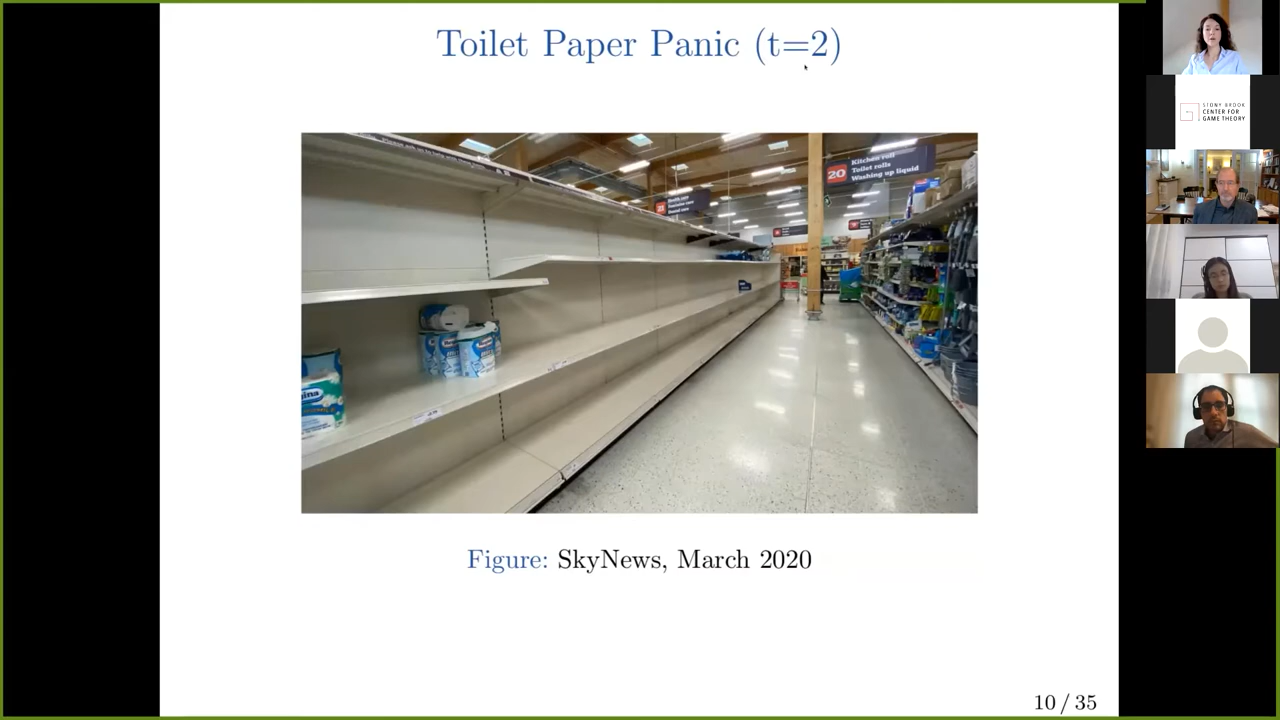 Toilet Paper Panic (t=2)
20
Kitchen roll
Toilet rolls
Washing up liquid
Figure: SkyNews, March 2020
10 / 35
STONY BROOK
CENTER FOR
GAME THEORY